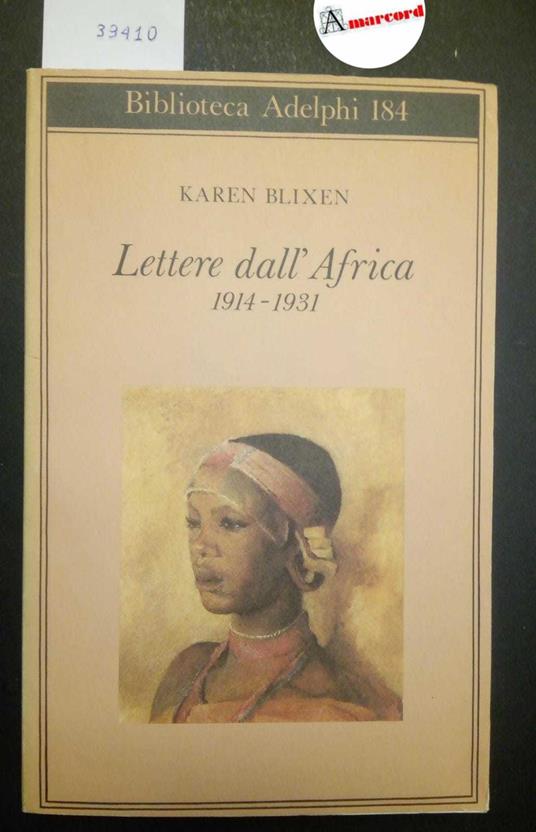 33410
Amarcord
Biblioteca Adelphi 184
KAREN BLIXEN
Lettere dall'Africa
1914-1931